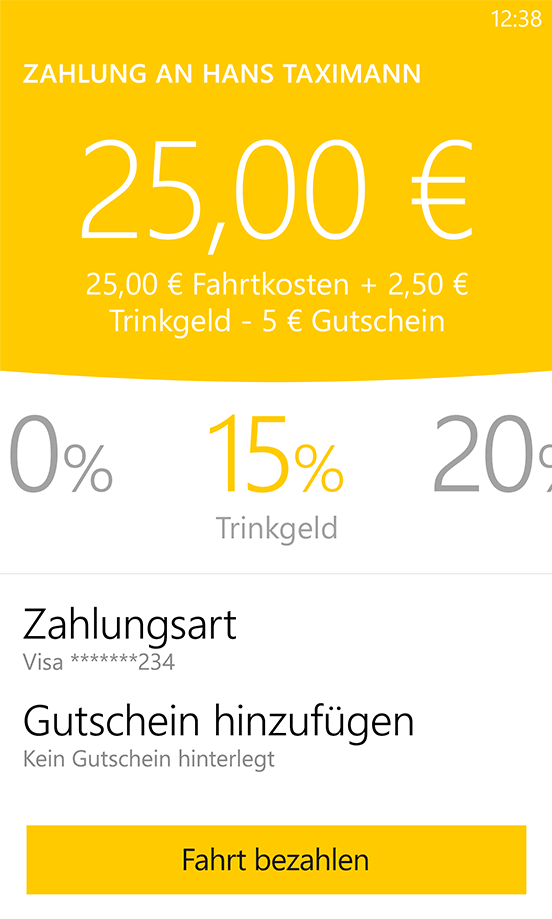 12:38
ZAHLUNG AN HANS TAXIMANN
25,00 €
25,00 € Fahrtkosten + 2,50 €
Trinkgeld - 5 € Gutschein
0% 15% 20%
Trinkgeld
Zahlungsart
Visa *******234
Gutschein hinzufügen
Kein Gutschein hinterlegt
Fahrt bezahlen